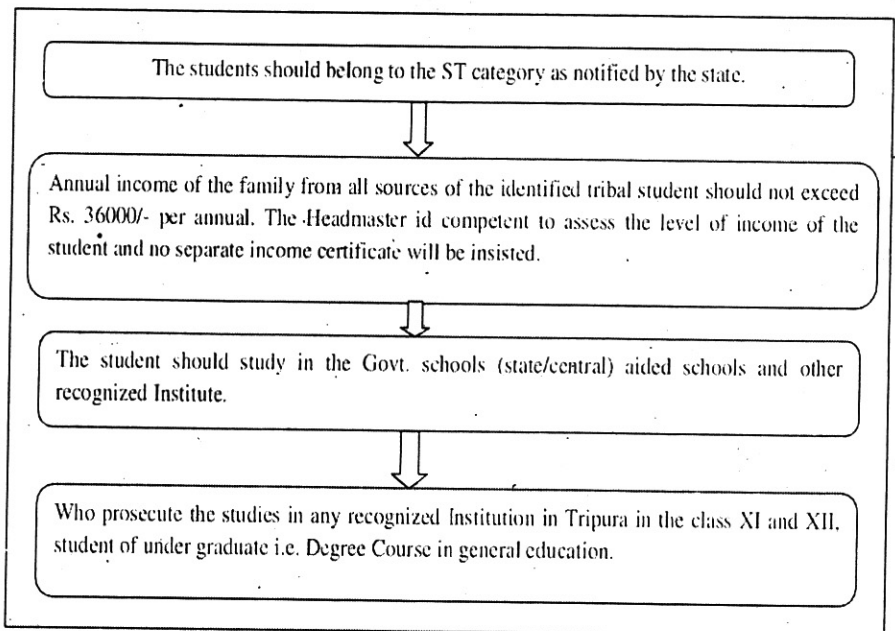 The students should belong to the ST category as notified by the state.
Annual income of the family from all sources of the identified tribal student should not exceed
Rs. 36000/- per annual. The Headmaster id competent to assess the level of income of the
student and no separate income certificate will be insisted.
The student should study in the Govt. schools (state/central) aided schools and other
recognized Institute.
Who prosecute the studies in any recognized Institution in Tripura in the class XI and XII,
student of under graduate i.e. Degree Course in general education.